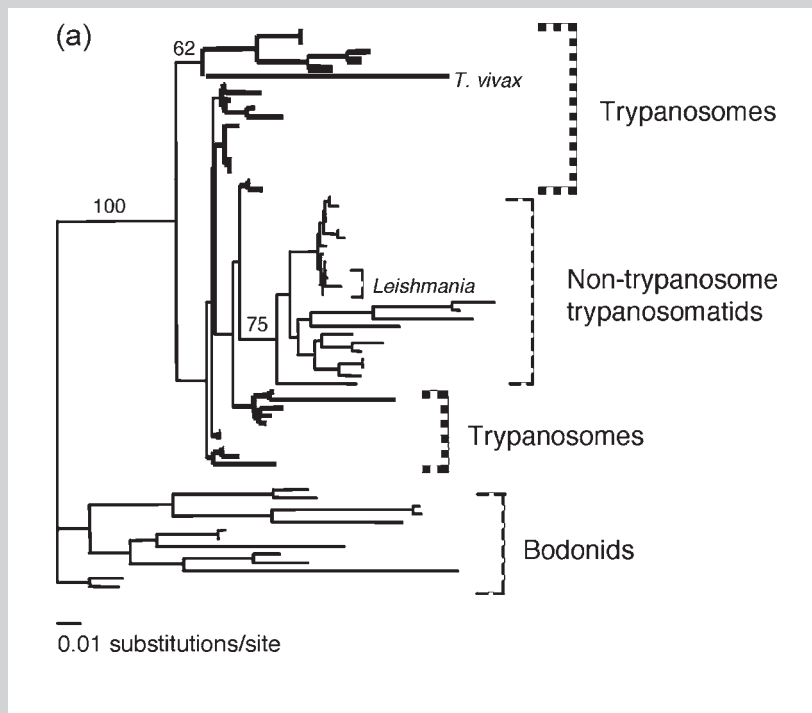 (a)
62
T. vivax
Trypanosomes
100
Non-trypanosome
trypanosomatids
Leishmania
75
Trypanosomes
Bodonids
0.01 substitutions/site